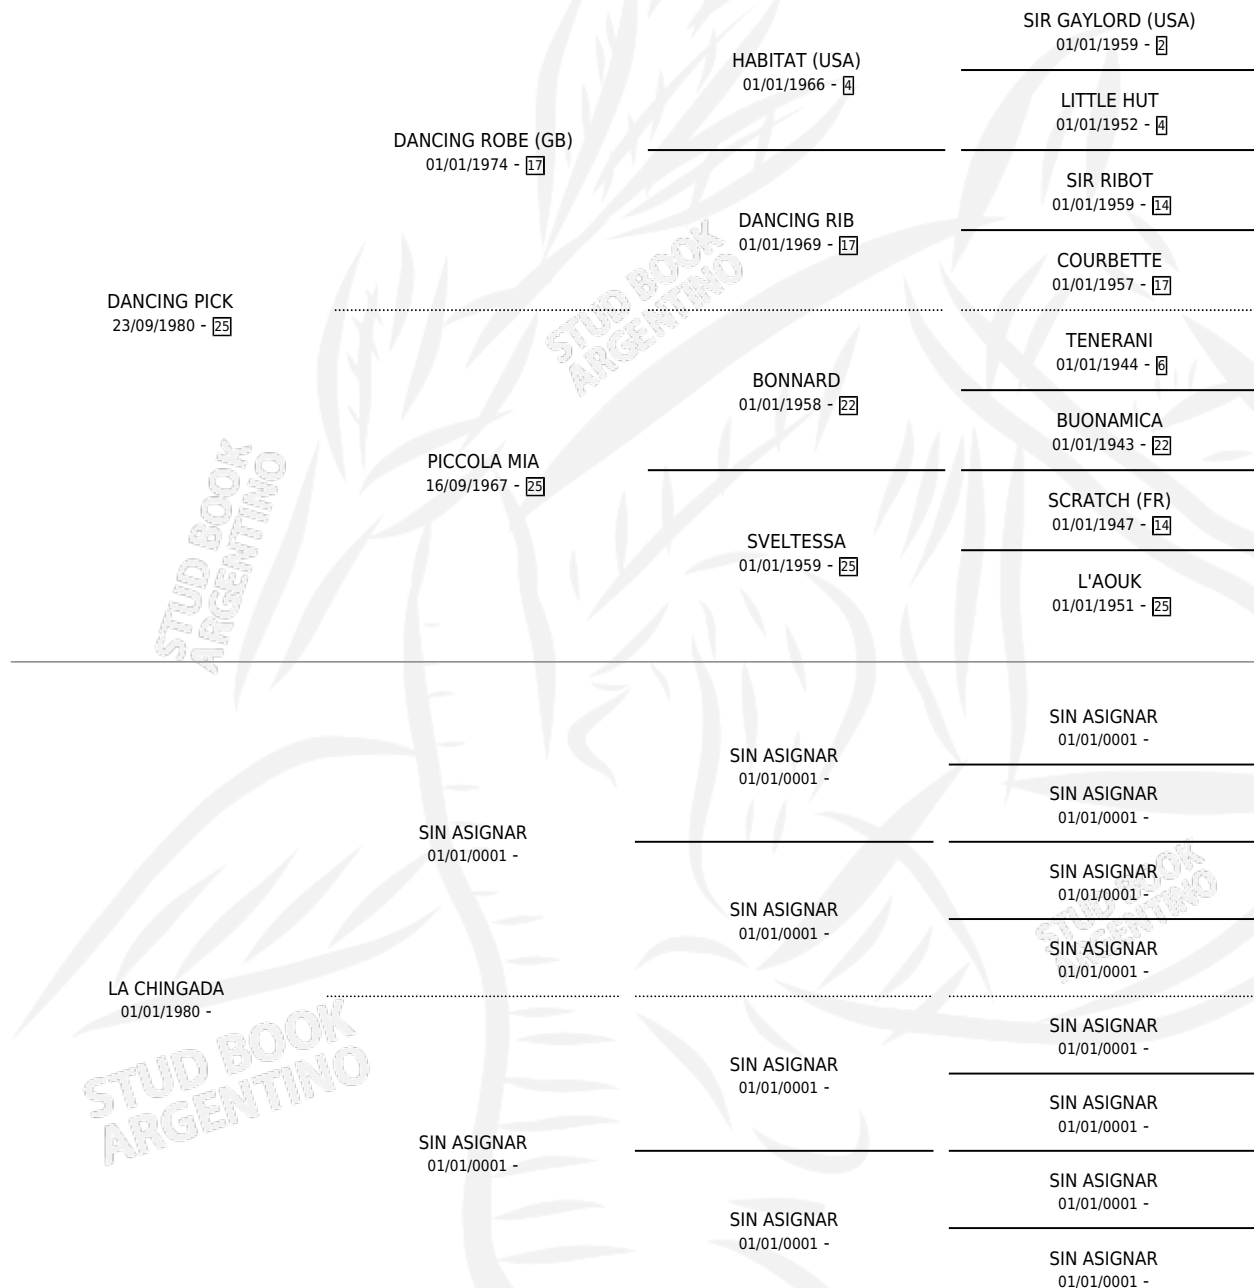 SIR GAYLORD (USA)
01/01/1959 - 2
HABITAT (USA)
01/01/1966 - 4
LITTLE HUT
01/01/1952 - 4
DANCING ROBE (GB)
01/01/1974 - 17
SIR RIBOT
01/01/1959 - 14
DANCING RIB
01/01/1969 - 17
COURBETTE
01/01/1957 - 17
DANCING PICK
23/09/1980 - 25
TENERANI
01/01/1944 - 6
BONNARD
01/01/1958 - 22
BUONAMICA
01/01/1943 - 22
PICCOLA MIA
16/09/1967 - 25
SCRATCH (FR)
01/01/1947 - 14
SVELTESSA
01/01/1959 - 25
L'AOUK
01/01/1951 - 25
SIN ASIGNAR
01/01/0001 -
SIN ASIGNAR
01/01/0001 -
SIN ASIGNAR
01/01/0001 -
SIN ASIGNAR
01/01/0001 -
SIN ASIGNAR
01/01/0001 -
SIN ASIGNAR
01/01/0001 -
SIN ASIGNAR
01/01/0001 -
LA CHINGADA
01/01/1980 -
SIN ASIGNAR
01/01/0001 -
SIN ASIGNAR
01/01/0001 -
SIN ASIGNAR
01/01/0001 -
SIN ASIGNAR
01/01/0001 -
SIN ASIGNAR
01/01/0001 -
SIN ASIGNAR
01/01/0001 -
SIN ASIGNAR
01/01/0001 -
STUD BOOK
ARGENTINO
STUD BOOK
ARGENTINO
STUD BOOK
ARGENTINO
STUD BOOK
ARGENTINO